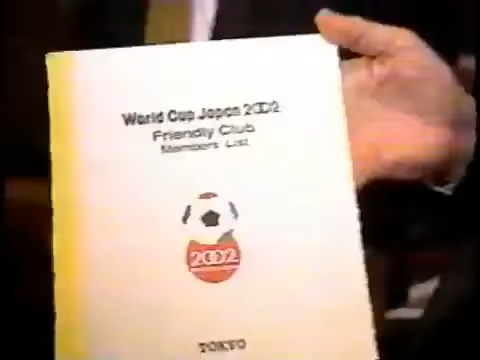 World Cup Japan 2002
Friendly Club
Members List
2002
TOKYO